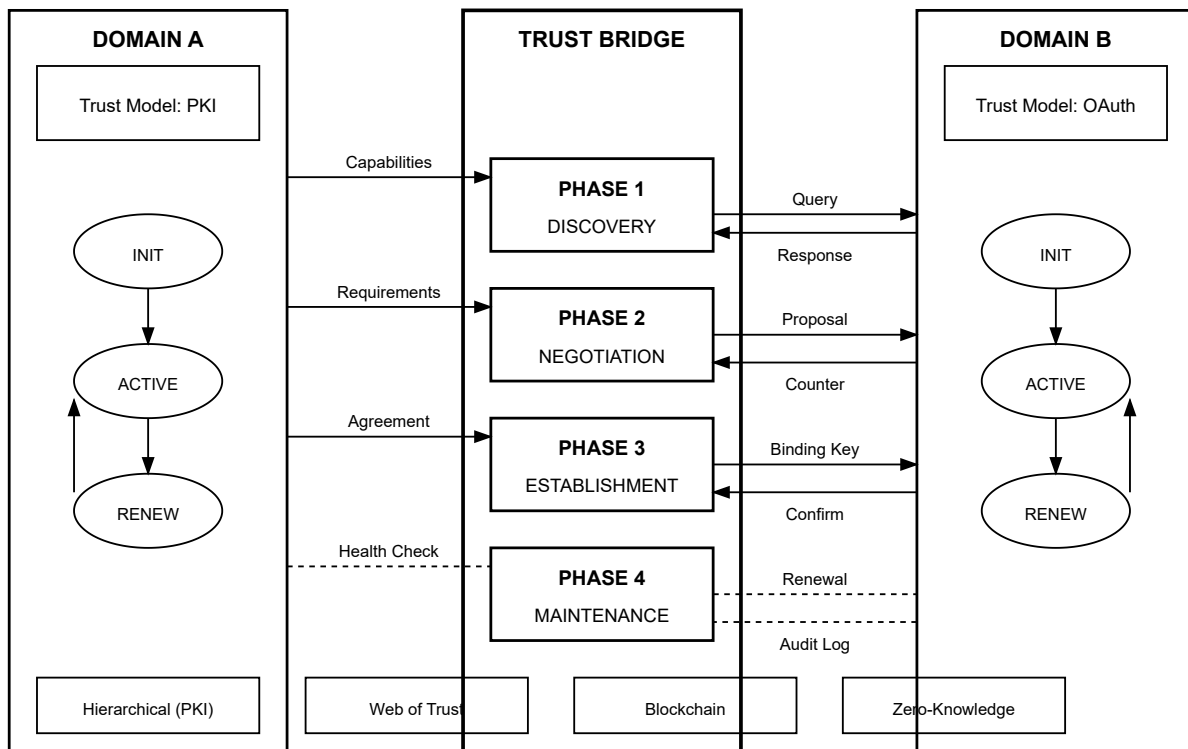 DOMAIN A
TRUST BRIDGE
DOMAIN B
Trust Model: PKI
Trust Model: OAuth
Capabilities
PHASE 1
DISCOVERY
Query
Response
INIT
INIT
Requirements
PHASE 2
NEGOTIATION
Proposal
Counter
ACTIVE
ACTIVE
Agreement
PHASE 3
ESTABLISHMENT
Binding Key
Confirm
RENEW
RENEW
Health Check
PHASE 4
MAINTENANCE
Renewal
Audit Log
Hierarchical (PKI)
Web of Trust
Blockchain
Zero-Knowledge